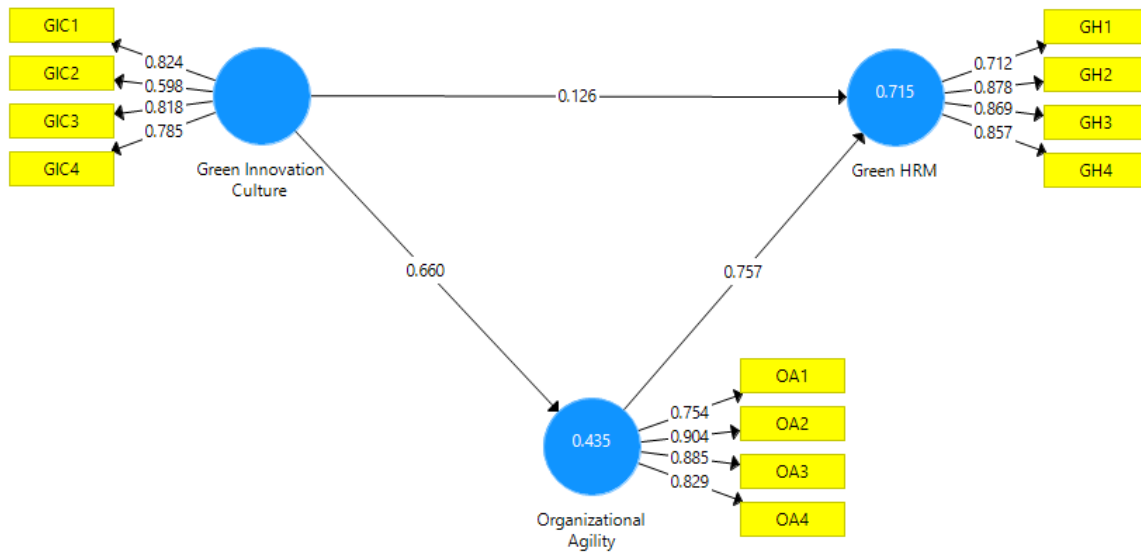 GIC1
GIC2
GIC3
GIC4
0.824
0.598
0.818
0.785
Green Innovation
Culture
0.126
0.715
Green HRM
0.712
0.878
0.869
0.857
GH1
GH2
GH3
GH4
0.660
0.757
0.435
Organizational
Agility
0.754
0.904
0.885
0.829
OA1
OA2
OA3
OA4